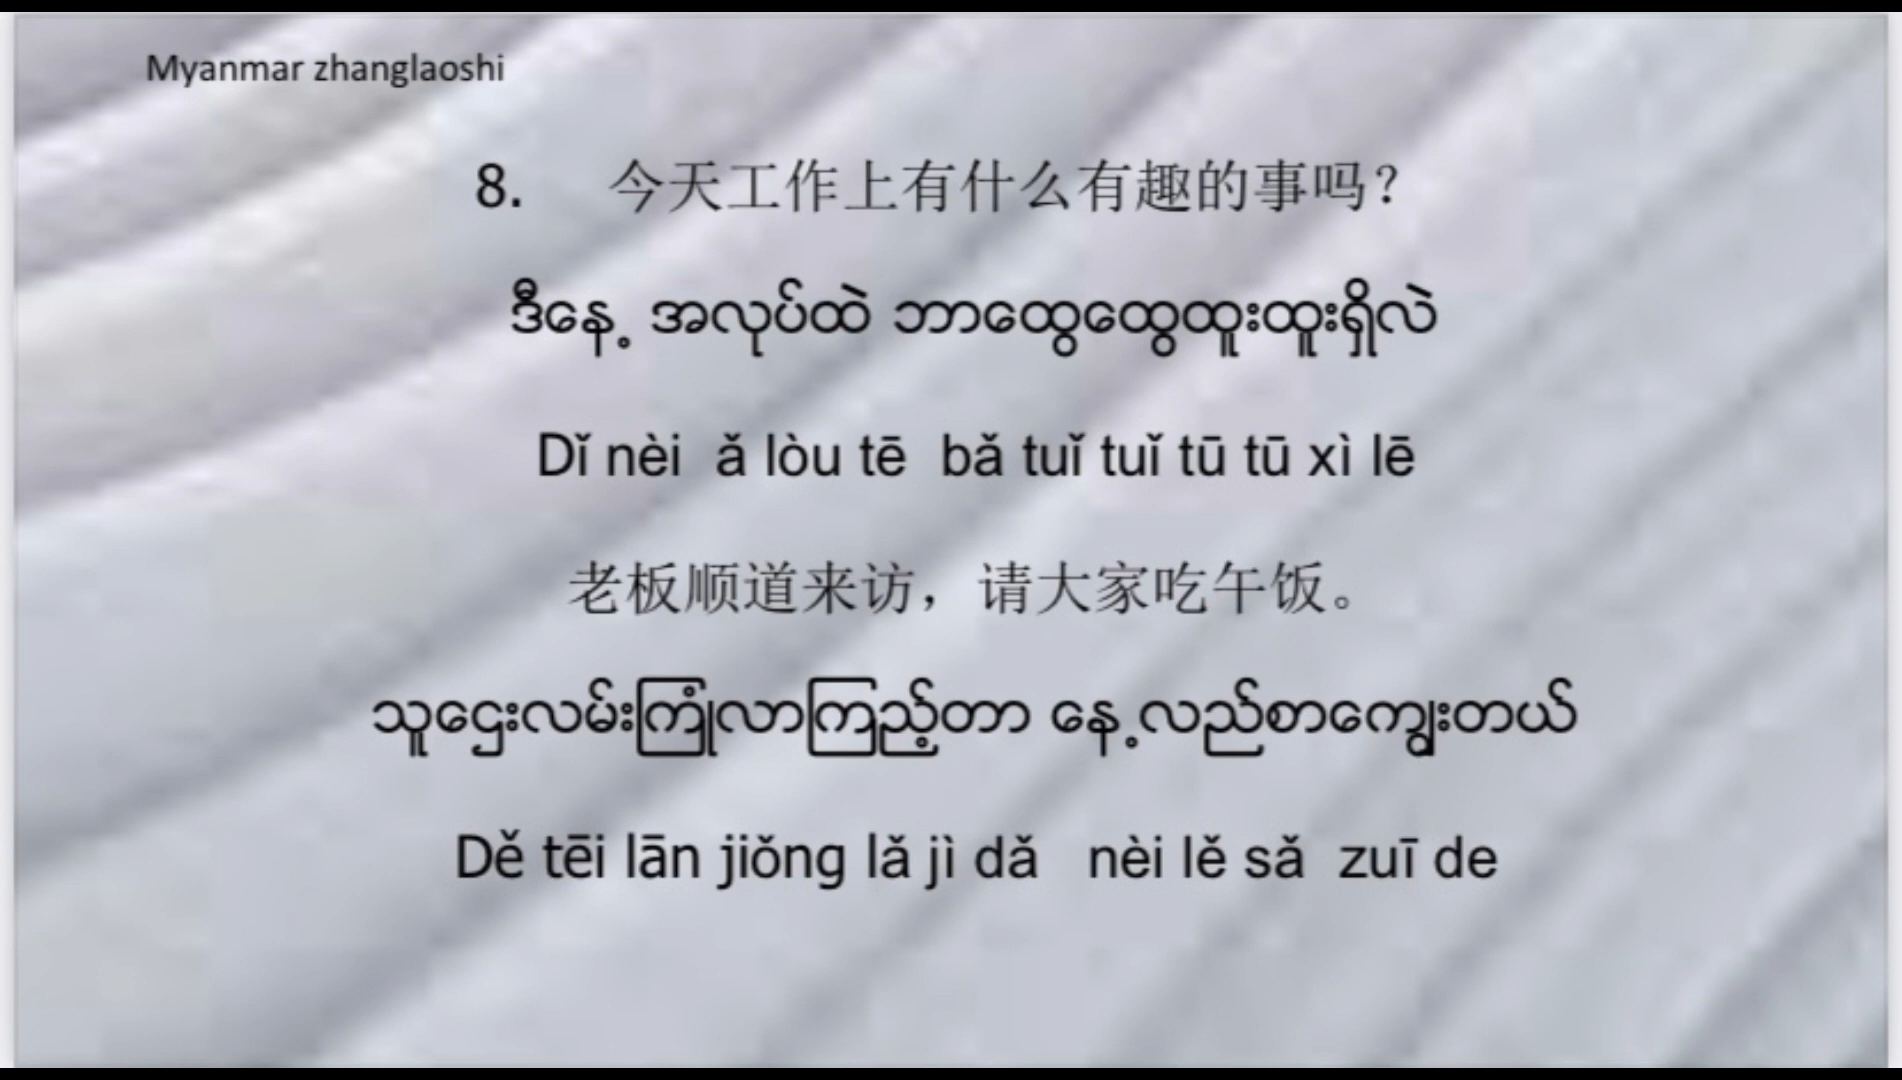 Myanmar zhanglaoshi
8. 今天工作上有什么有趣的事吗?
ဒီနေ့ အလုပ်ထဲ ဘာထွေထွေထူးထူးရှိလဲ
Dǐ nèi ǎ lòu tē bǎ tuǐ tuǐ tū tū xì lē
老板顺道来访，请大家吃午饭。
သူဌေးလမ်းကြုံလာကြည့်တာ နေ့လည်စာကျွေးတယ်
Dě tēi lān jiǒng lǎ jì dǎ nèi lě sǎ zuī de